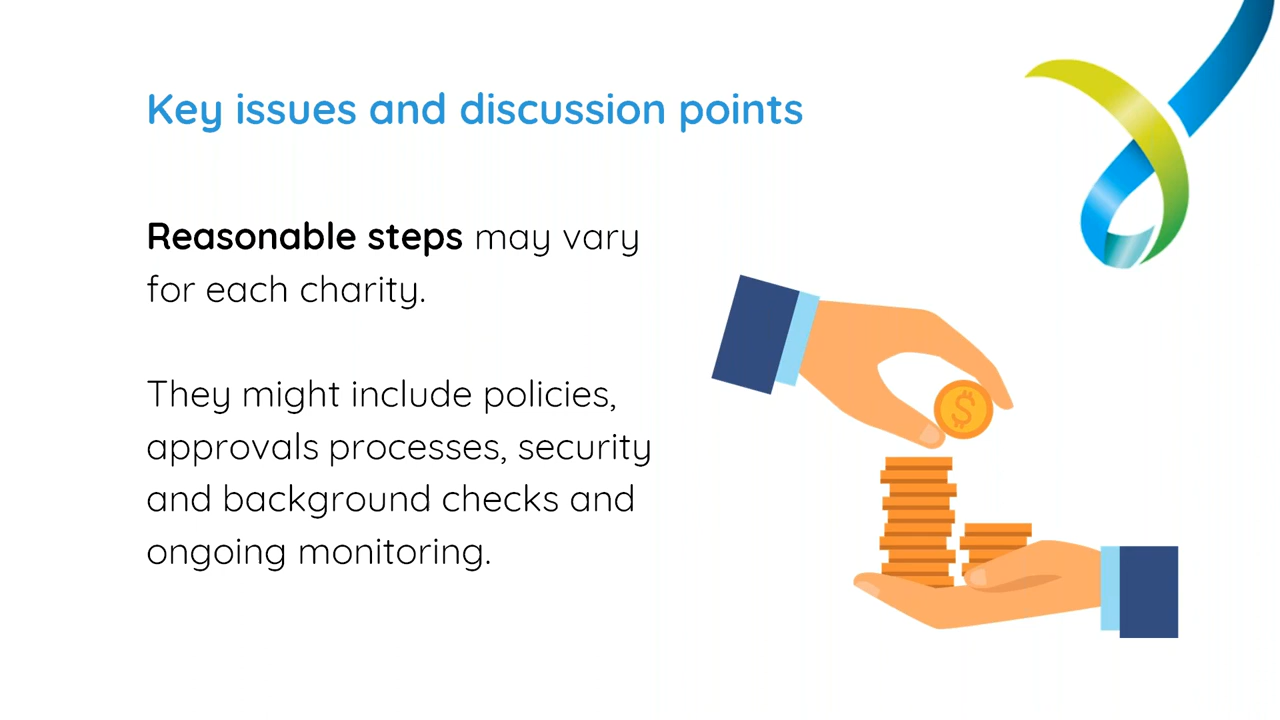 Key issues and discussion points
Reasonable steps may vary
for each charity.
They might include policies,
approvals processes, security
and background checks and
ongoing monitoring.
$